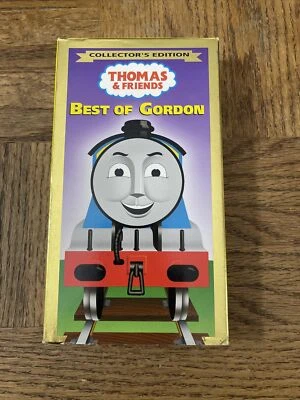 COLLECTOR'S EDITION
THOMAS
& FRIENDS
BEST OF GORDON